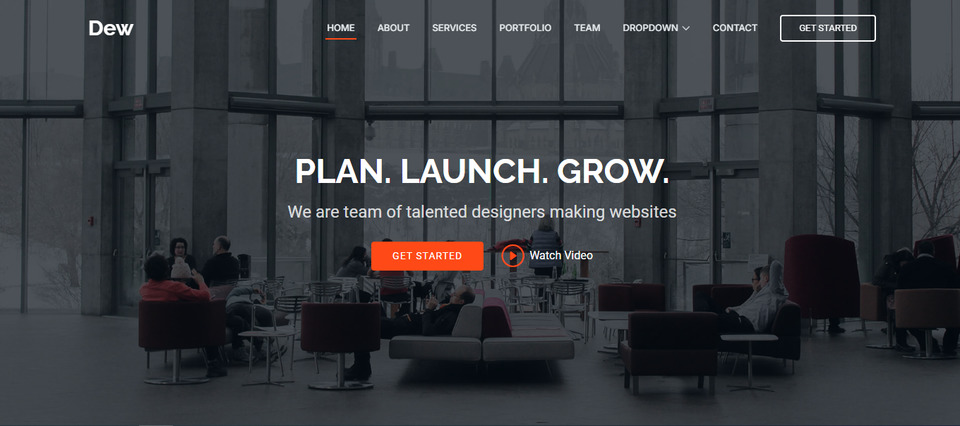 Dew
HOME ABOUT SERVICES PORTFOLIO TEAM DROPDOWN CONTACT GET STARTED
PLAN. LAUNCH. GROW.
We are team of talented designers making websites
GET STARTED Watch Video